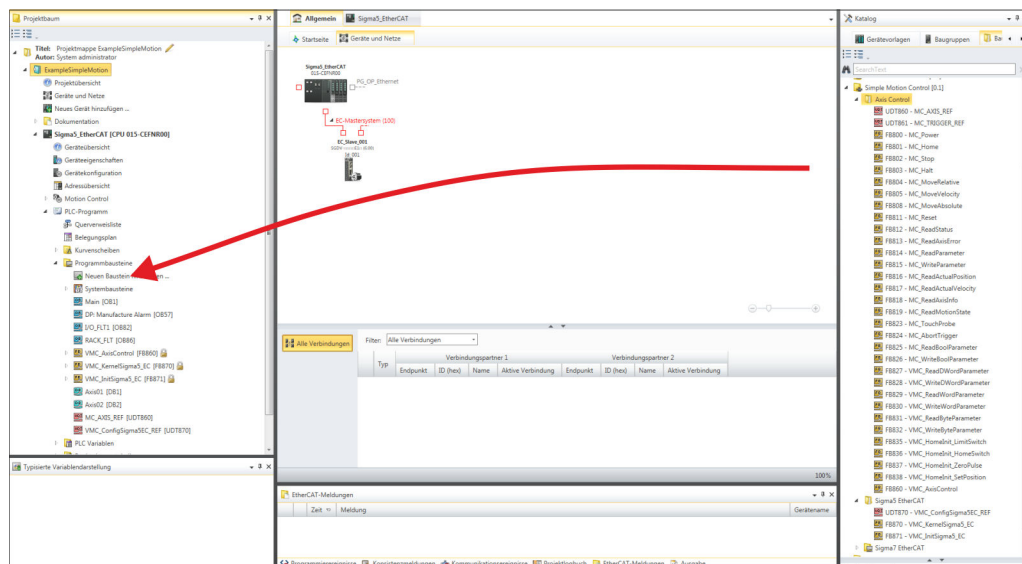 Projektbaum
Titel: Projektmappe ExampleSimpleMotion
Autor: System administrator
ExampleSimpleMotion
Projektübersicht
Geräte und Netze
Neues Gerät hinzufügen ...
Dokumentation
Sigma5_EtherCAT [CPU 015-CEFNR00]
Geräteübersicht
Geräteeigenschaften
Gerätekonfiguration
Adressübersicht
Motion Control
PLC-Programm
Querverweisliste
Belegungsplan
Kurvenscheiben
Programmbausteine
Neuen Baustein
Systembausteine
Main [OB1]
DP: Manufacture Alarm [OB57]
I/O_FLT1 [OB82]
RACK_FLT [OB86]
VMC_AxisControl [FB860]
VMC_KernelSigma5_EC [FB870]
VMC_InitSigma5_EC [FB871]
Axis01 [DB1]
Axis02 [DB2]
MC_AXIS_REF [UDT860]
VMC_ConfigSigma5EC_REF [UDT870]
PLC Variablen
Typisierte Variablendarstellung
Allgemein Sigma5_EtherCAT
Startseite Geräte und Netze
Sigma5_EtherCAT
015-CEFNR00
PG_OP_Ethernet
EC-Mastersystem (100)
EC_Slave_001
Alle Verbindungen
Filter: Alle Verbindungen
Verbindungspartner 1 Verbindungspartner 2
Typ Endpunkt ID (hex) Name Aktive Verbindung Endpunkt ID (hex) Name Aktive Verbindung
100%
EtherCAT-Meldungen
Zeit Meldung Gerätename
Programmierereignisse Konsistenzmeldungen Kommunikationsereignisse Projektlogbuch EtherCAT-Meldungen Ausgabe
Katalog
Gerätevorlagen Baugruppen
SearchText
Simple Motion Control [0.1]
Axis Control
UDT860 - MC_AXIS_REF
UDT861 - MC_TRIGGER_REF
FB800 - MC_Power
FB801 - MC_Home
FB802 - MC_Stop
FB803 - MC_Halt
FB804 - MC_MoveRelative
FB805 - MC_MoveVelocity
FB808 - MC_MoveAbsolute
FB811 - MC_Reset
FB812 - MC_ReadStatus
FB813 - MC_ReadAxisError
FB814 - MC_ReadParameter
FB815 - MC_WriteParameter
FB816 - MC_ReadActualPosition
FB817 - MC_ReadActualVelocity
FB818 - MC_ReadAxisInfo
FB819 - MC_ReadMotionState
FB823 - MC_TouchProbe
FB824 - MC_AbortTrigger
FB825 - MC_ReadBoolParameter
FB826 - MC_WriteBoolParameter
FB827 - VMC_ReadDWordParameter
FB828 - VMC_WriteDWordParameter
FB829 - VMC_ReadWordParameter
FB830 - VMC_WriteWordParameter
FB831 - VMC_ReadByteParameter
FB832 - VMC_WriteByteParameter
FB835 - VMC_HomeInit_LimitSwitch
FB836 - VMC_HomeInit_HomeSwitch
FB837 - VMC_HomeInit_ZeroPulse
FB838 - VMC_HomeInit_SetPosition
FB860 - VMC_AxisControl
Sigma5 EtherCAT
UDT870 - VMC_ConfigSigma5EC_REF
FB870 - VMC_KernelSigma5_EC
FB871 - VMC_InitSigma5_EC
Sigma7 EtherCAT